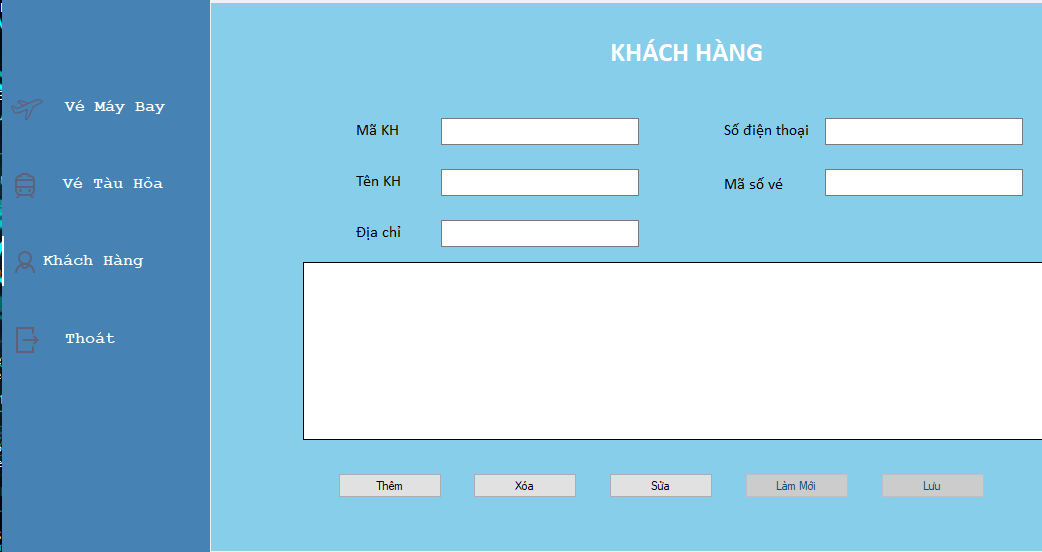 Vé Máy Bay
Vé Tàu Hỏa
Khách Hàng
Thoát
KHÁCH HÀNG
Mã KH
Số điện thoại
Tên KH
Mã số vé
Địa chỉ
Thêm
Xóa
Sửa
Làm Mới
Lưu